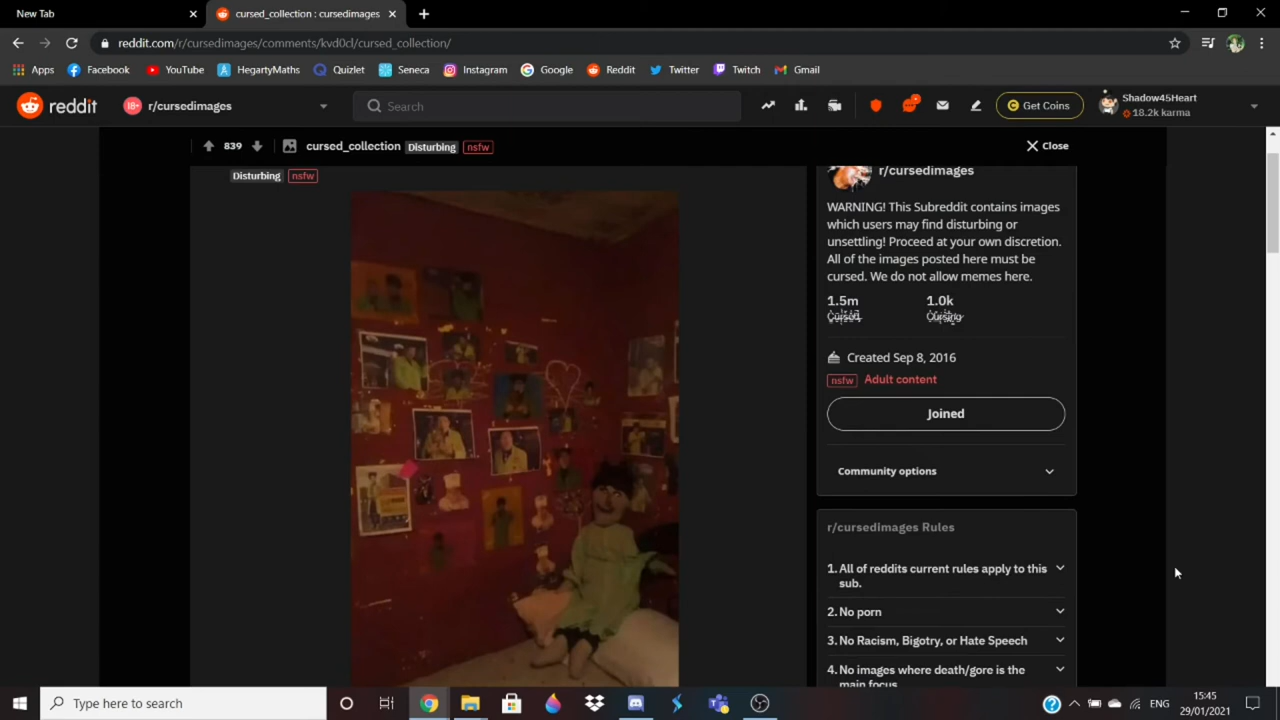 New Tab
cursed_collection : cursedimages
reddit.com/r/cursedimages/comments/kvd0cl/cursed_collection/
Apps Facebook YouTube HegartyMaths Quizlet Seneca Instagram Google Reddit Twitter Twitch Gmail
reddit 18+ r/cursedimages Search Get Coins Shadow45Heart
18.2k karma
839 cursed_collection Disturbing nsfw Close
Disturbing nsfw
r/cursedimages
WARNING! This Subreddit contains images
which users may find disturbing or
unsettling! Proceed at your own discretion.
All of the images posted here must be
cursed. We do not allow memes here.
1.5m 1.0k
Cursed Cursing
Created Sep 8, 2016
nsfw Adult content
Joined
Community options
r/cursedimages Rules
1. All of reddits current rules apply to this
sub.
2. No porn
3. No Racism, Bigotry, or Hate Speech
4. No images where death/gore is the
main focus
Type here to search
ENG
15:45
29/01/2021